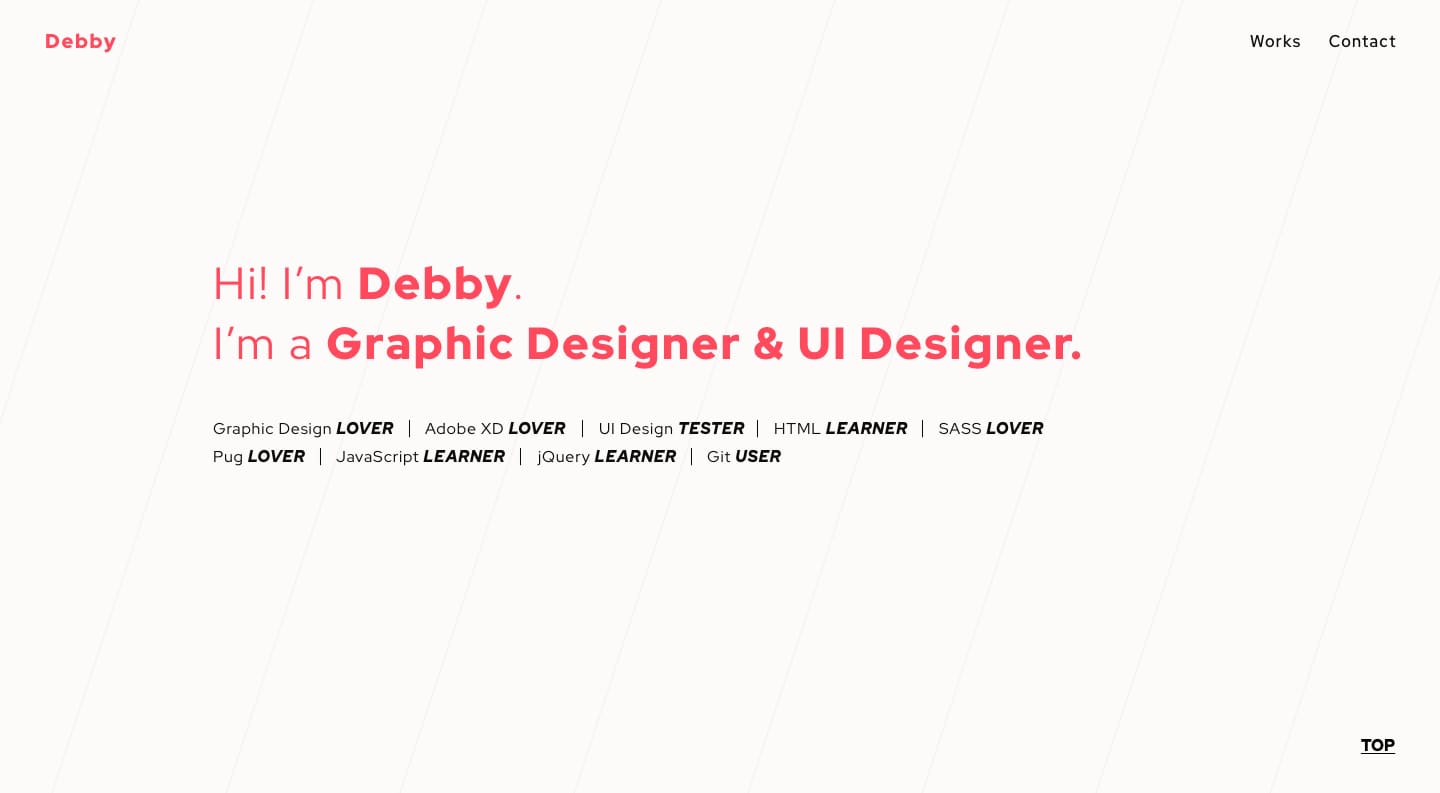 Debby
Works Contact
Hi! I’m Debby.
I’m a Graphic Designer & UI Designer.
Graphic Design LOVER | Adobe XD LOVER | UI Design TESTER | HTML LEARNER | SASS LOVER
Pug LOVER | JavaScript LEARNER | jQuery LEARNER | Git USER
TOP